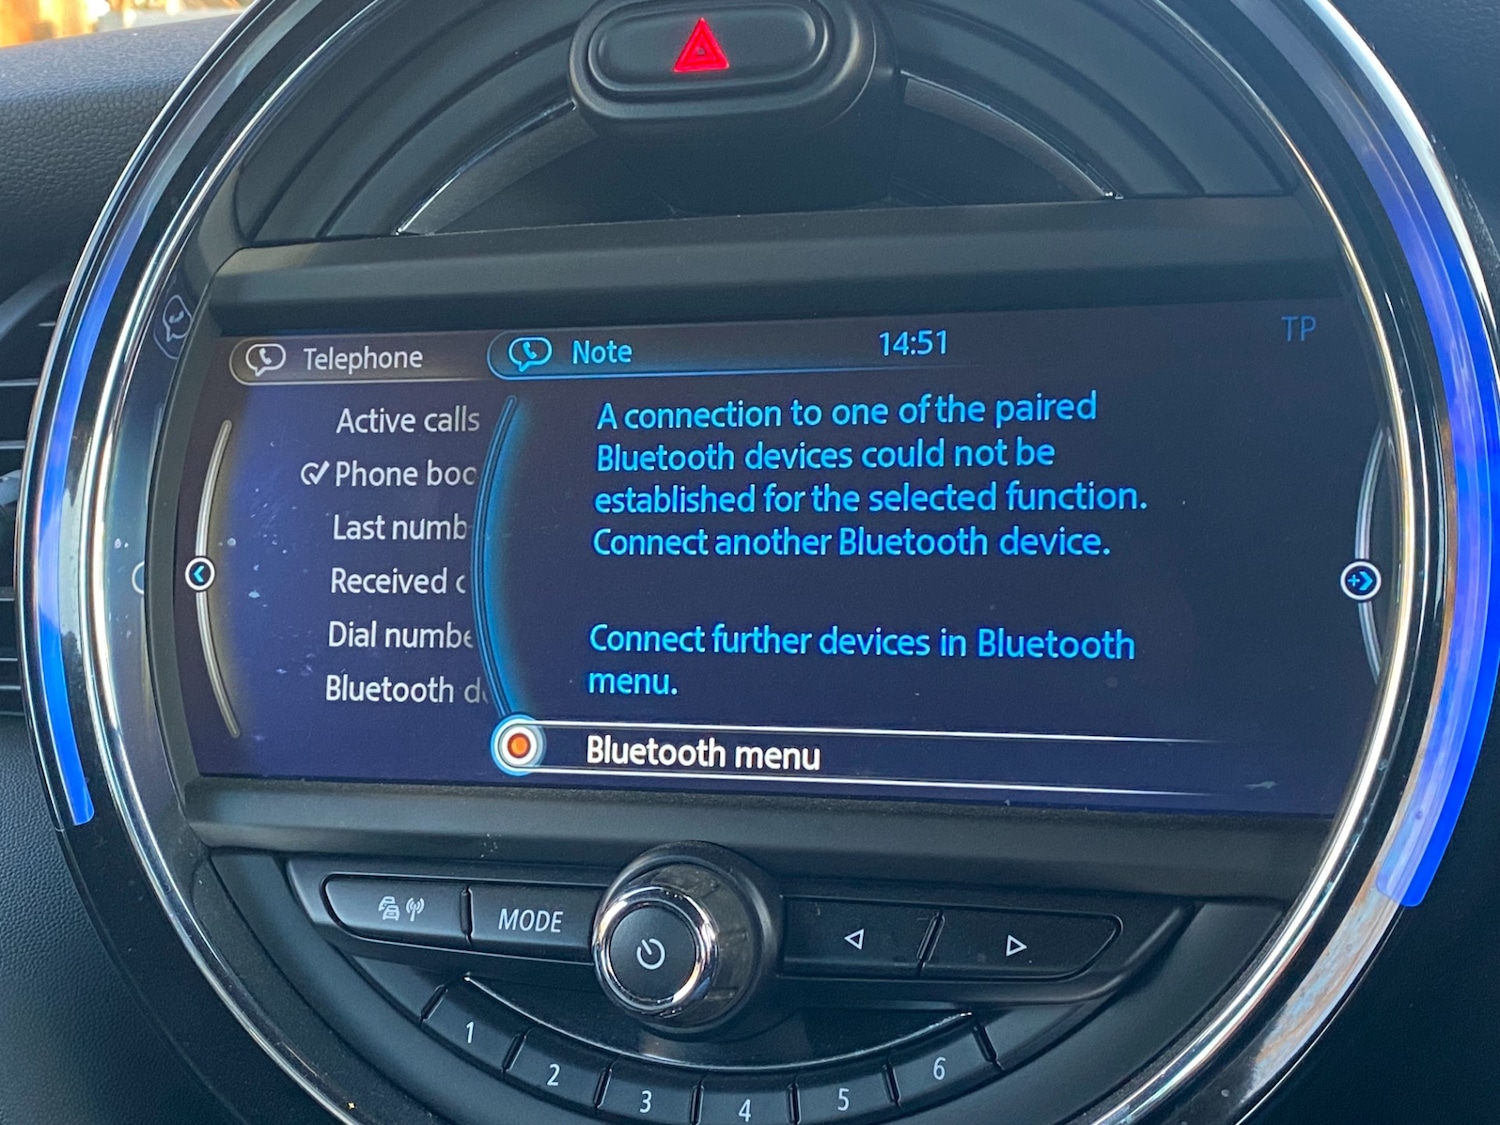 Telephone
Note
14:51
TP
Active calls
Phone boo
Last numb
Received c
Dial numbe
Bluetooth d
A connection to one of the paired
Bluetooth devices could not be
established for the selected function.
Connect another Bluetooth device.
Connect further devices in Bluetooth
menu.
Bluetooth menu
MODE
1
2
3
4
5
6